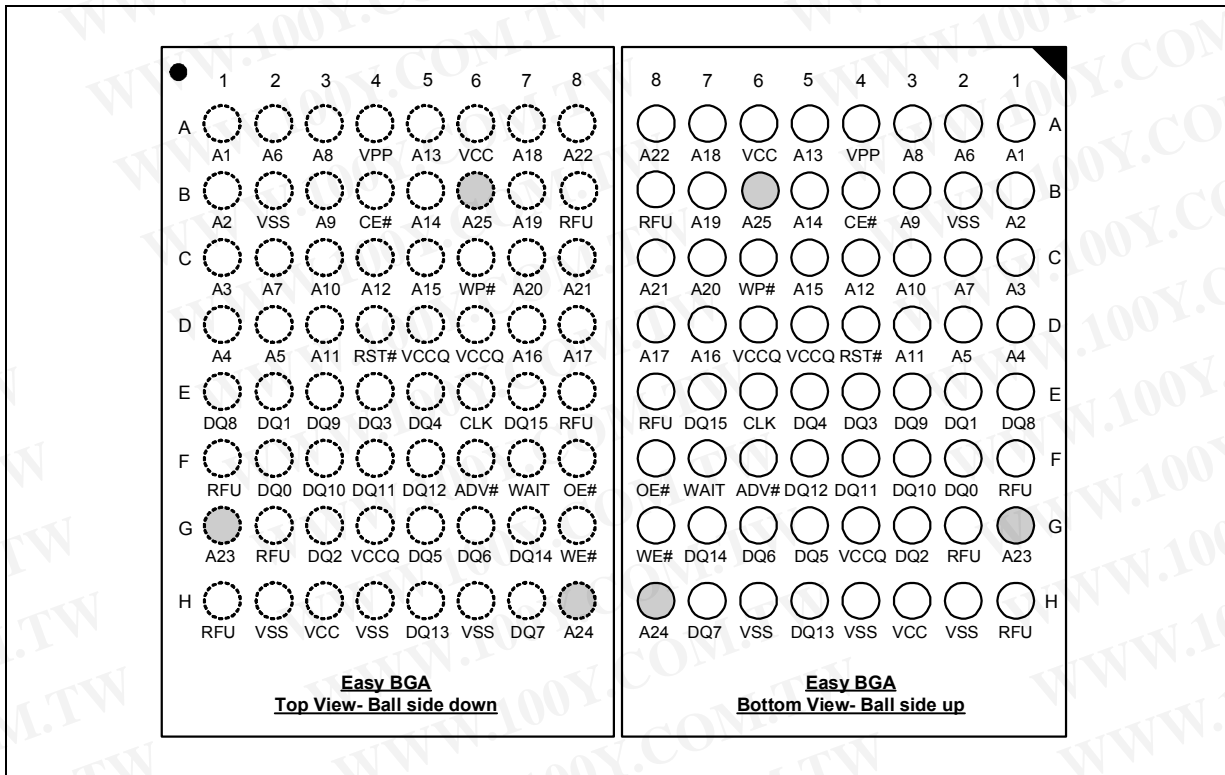 1 2 3 4 5 6 7 8
A
A1 A6 A8 VPP A13 VCC A18 A22
B
A2 VSS A9 CE# A14 A25 A19 RFU
C
A3 A7 A10 A12 A15 WP# A20 A21
D
A4 A5 A11 RST# VCCQ VCCQ A16 A17
E
DQ8 DQ1 DQ9 DQ3 DQ4 CLK DQ15 RFU
F
RFU DQ0 DQ10 DQ11 DQ12 ADV# WAIT OE#
G
A23 RFU DQ2 VCCQ DQ5 DQ6 DQ14 WE#
H
RFU VSS VCC VSS DQ13 VSS DQ7 A24
Easy BGA
Top View- Ball side down
8 7 6 5 4 3 2 1
A
A22 A18 VCC A13 VPP A8 A6 A1
B
RFU A19 A25 A14 CE# A9 VSS A2
C
A21 A20 WP# A15 A12 A10 A7 A3
D
A17 A16 VCCQ VCCQ RST# A11 A5 A4
E
RFU DQ15 CLK DQ4 DQ3 DQ9 DQ1 DQ8
F
OE# WAIT ADV# DQ12 DQ11 DQ10 DQ0 RFU
G
WE# DQ14 DQ6 DQ5 VCCQ DQ2 RFU A23
H
A24 DQ7 VSS DQ13 VSS VCC VSS RFU
Easy BGA
Bottom View- Ball side up
WWW.100Y.COM.TW